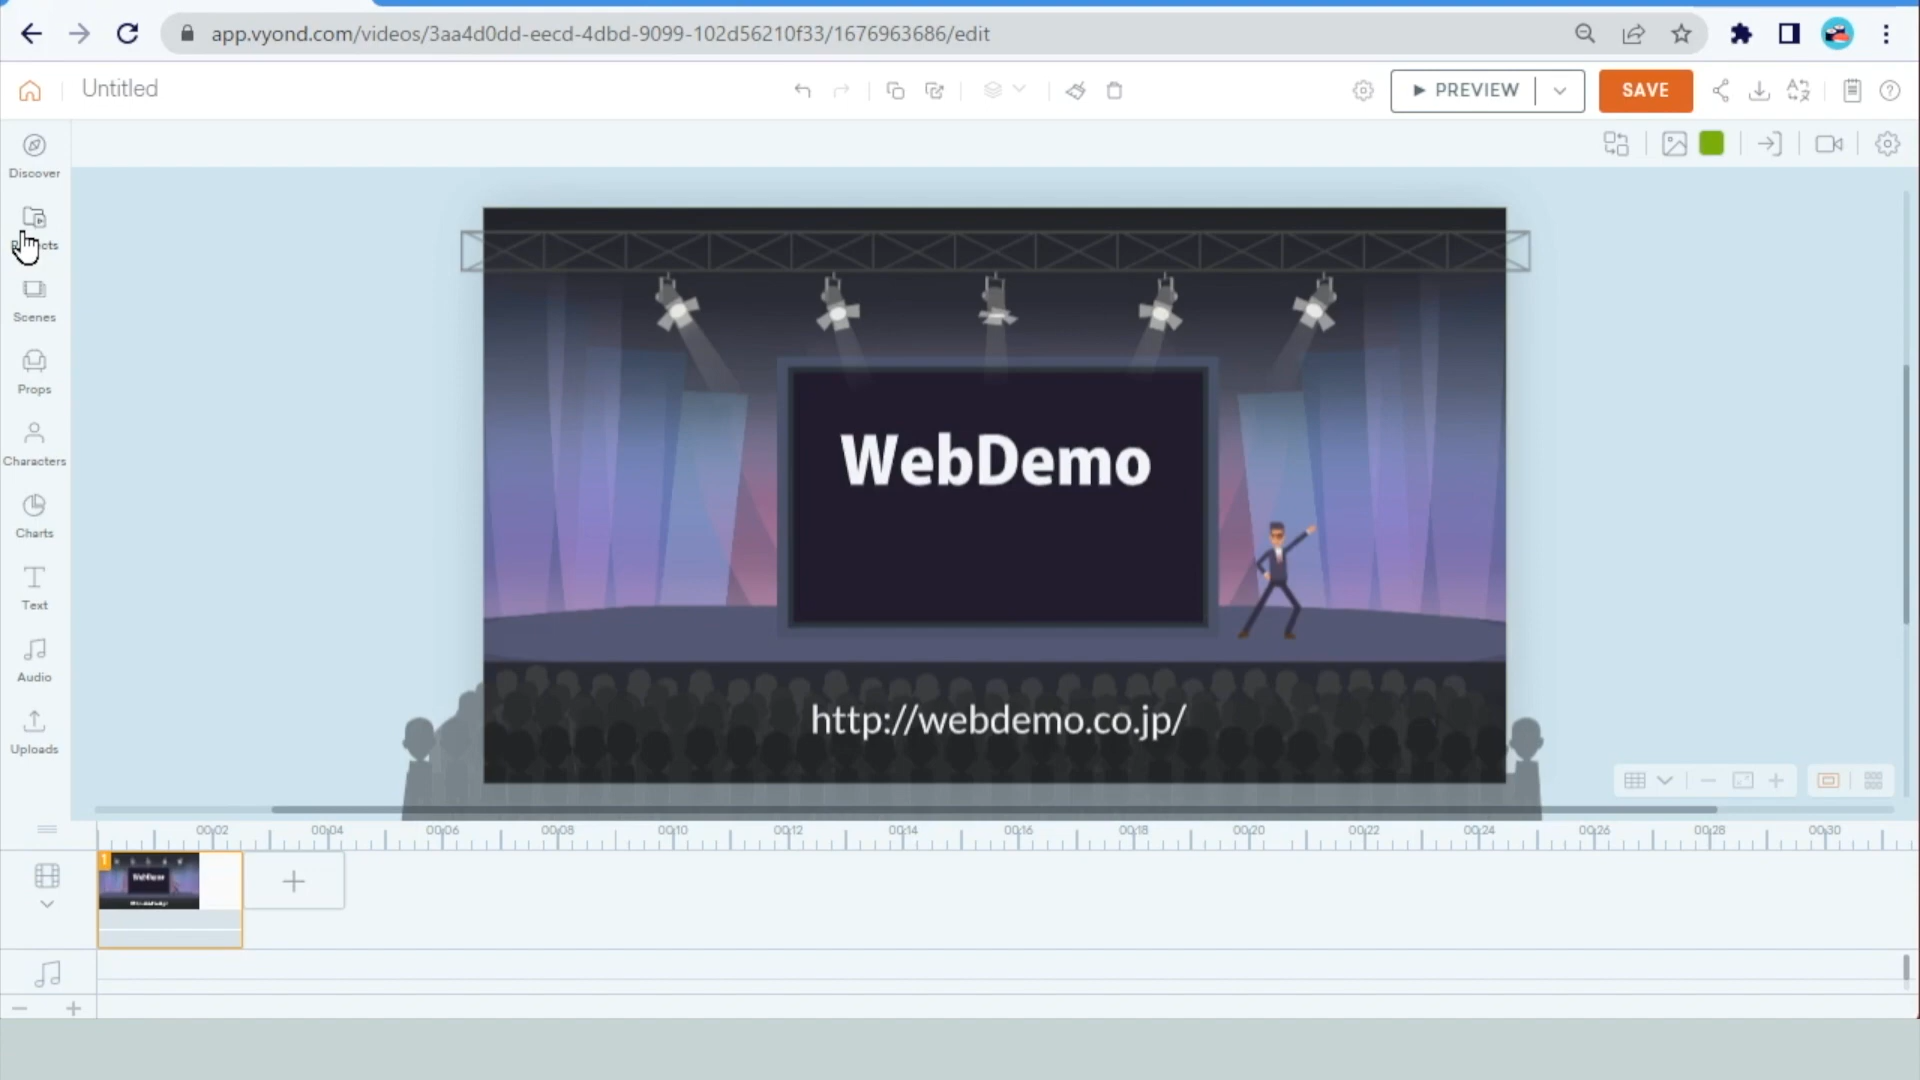 app.vyond.com/videos/3aa4d0dd-eecd-4dbd-9099-102d56210f33/1676963686/edit
Untitled
PREVIEW
SAVE
Discover
Scenes
Props
Characters
Charts
Text
Audio
Uploads
WebDemo
http://webdemo.co.jp/
00:02
00:04
00:06
00:08
00:10
00:12
00:14
00:16
00:18
00:20
00:22
00:24
00:26
00:28
00:30
1
WebDemo